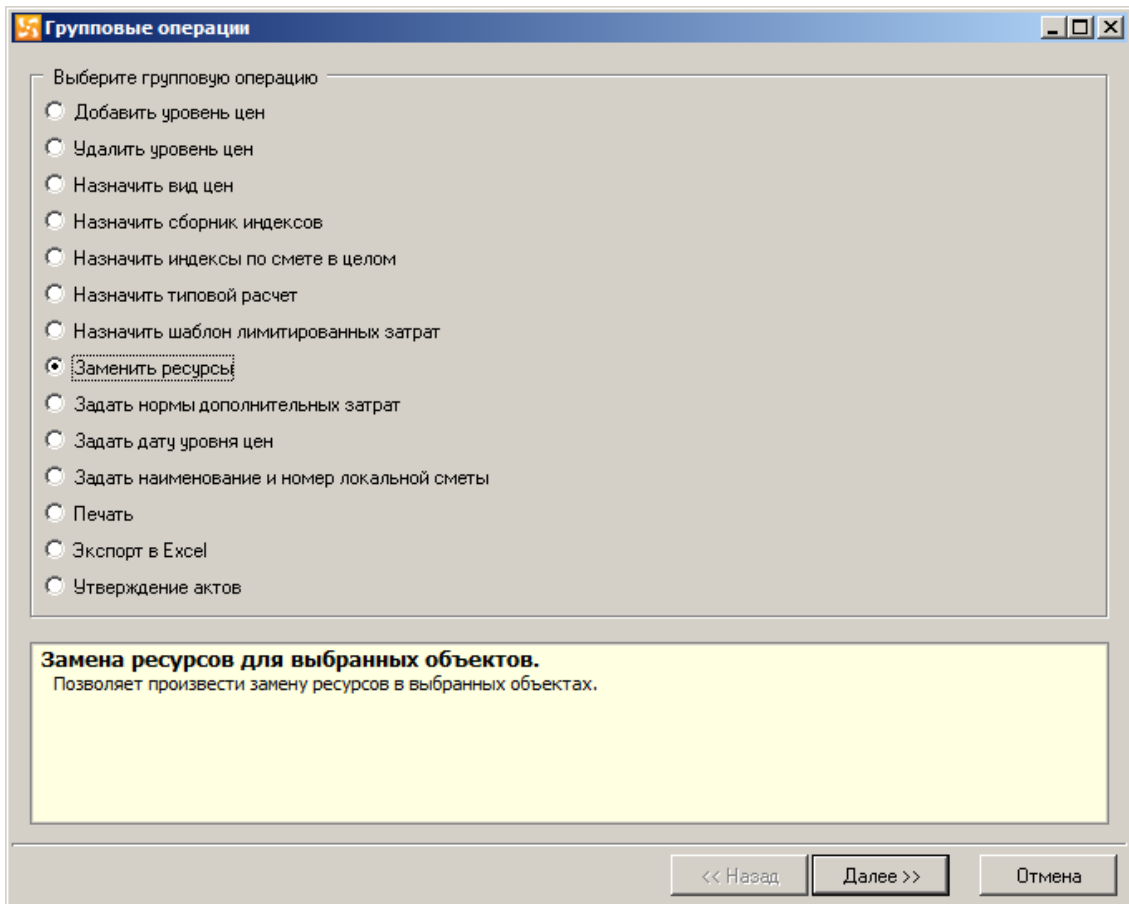 Групповые операции
Выберите групповую операцию
Добавить уровень цен
Удалить уровень цен
Назначить вид цен
Назначить сборник индексов
Назначить индексы по смете в целом
Назначить типовой расчет
Назначить шаблон лимитированных затрат
Заменить ресурсы
Задать нормы дополнительных затрат
Задать дату уровня цен
Задать наименование и номер локальной сметы
Печать
Экспорт в Excel
Утверждение актов
Замена ресурсов для выбранных объектов.
Позволяет произвести замену ресурсов в выбранных объектах.
<< Назад Далее >> Отмена